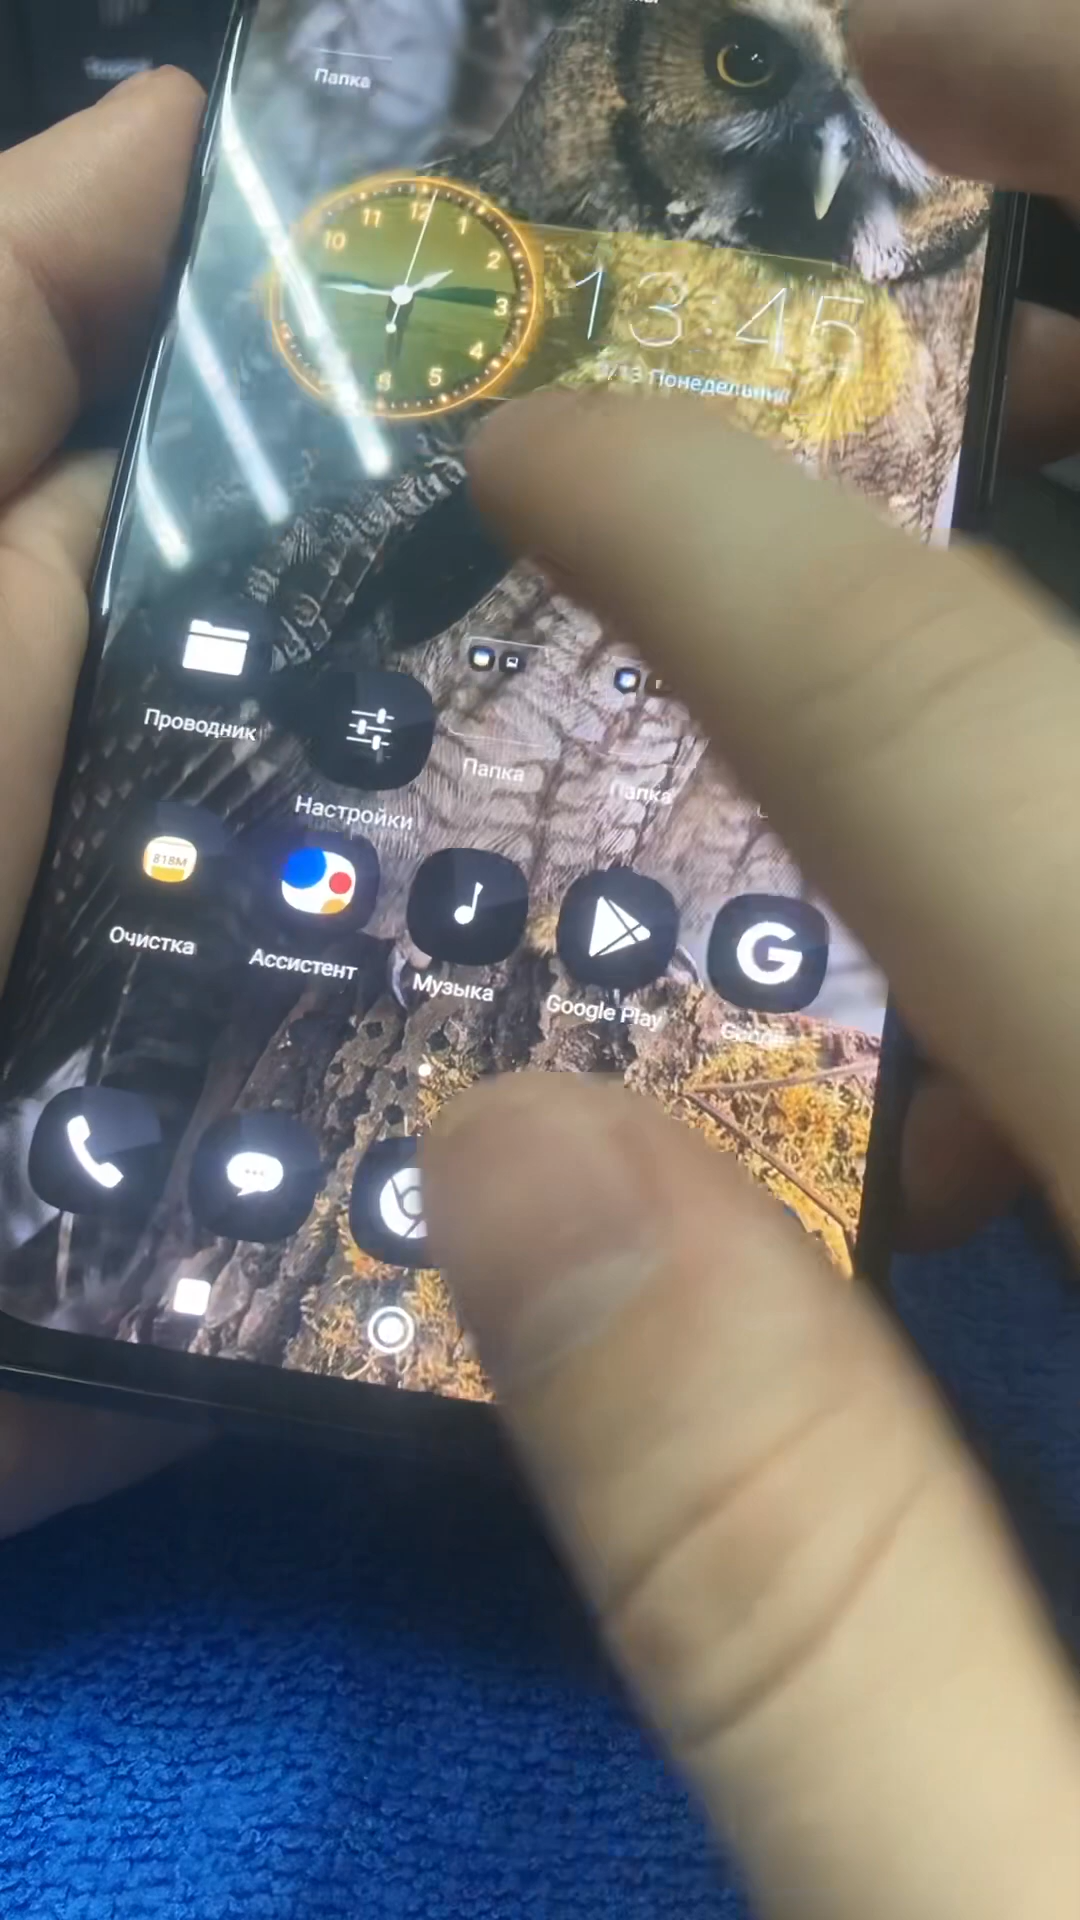 Папка
10 11 12 1 2 3 4 5
13:45
Понедельник
Проводник
Настройки
Папка
Папка
818M
Очистка
Ассистент
Музыка
Google Play
G
Google